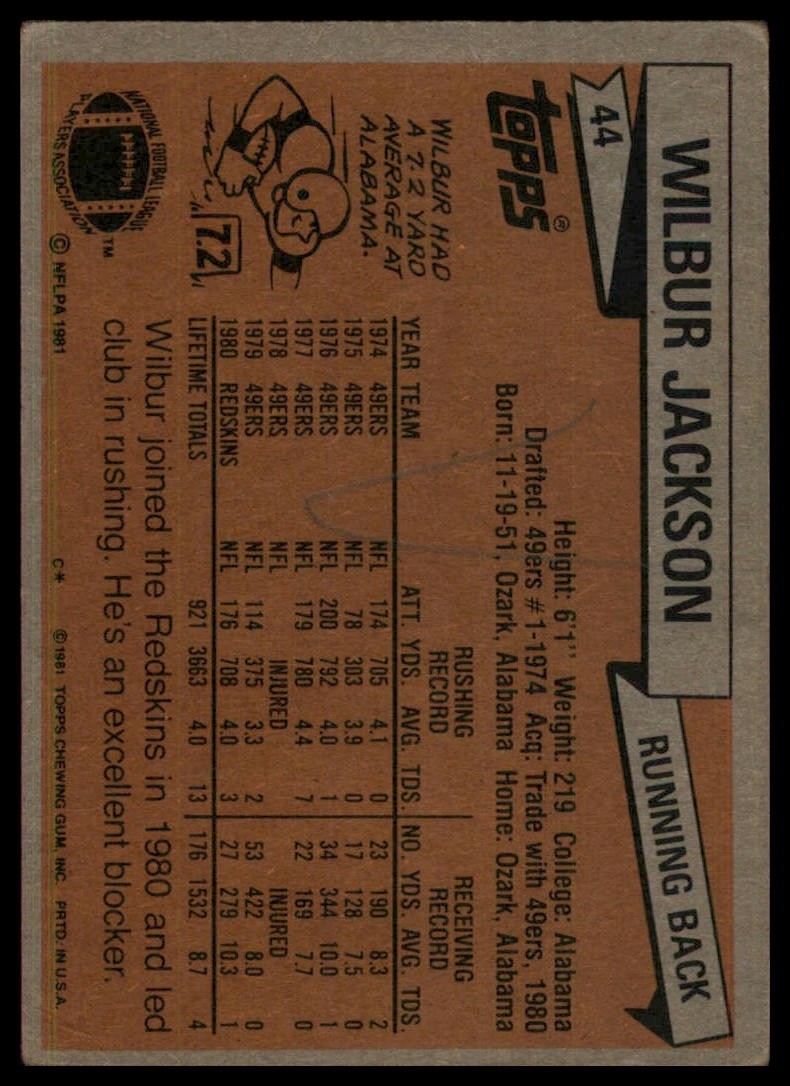 44
WILBUR JACKSON
RUNNING BACK
TOPPS®
Height: 6'1" Weight: 219 College: Alabama
Drafted: 49ers #1-1974 Acq: Trade with 49ers, 1980
Born: 11-19-51, Ozark, Alabama Home: Ozark, Alabama
WILBUR HAD
A 7.2 YARD
AVERAGE AT
ALABAMA.
7.2
RUSHING RECORD RECEIVING RECORD
YEAR TEAM ATT. YDS. AVG. TDS. NO. YDS. AVG. TDS.
1974 49ERS NFL 174 705 4.1 0 23 190 8.3 2
1975 49ERS NFL 78 303 3.9 0 17 128 7.5 0
1976 49ERS NFL 200 792 4.0 1 34 344 10.0 1
1977 49ERS NFL 179 780 4.4 7 22 169 7.7 0
1978 49ERS NFL INJURED INJURED
1979 49ERS NFL 114 375 3.3 2 53 422 8.0 0
1980 REDSKINS NFL 176 708 4.0 3 27 279 10.3 1
LIFETIME TOTALS 921 3663 4.0 13 176 1532 8.7 4
Wilbur joined the Redskins in 1980 and led
club in rushing. He's an excellent blocker.
NATIONAL FOOTBALL LEAGUE
PLAYERS ASSOCIATION
TM
© NFLPA 1981 C* © 1981 TOPPS CHEWING GUM, INC. PRTD. IN U.S.A.